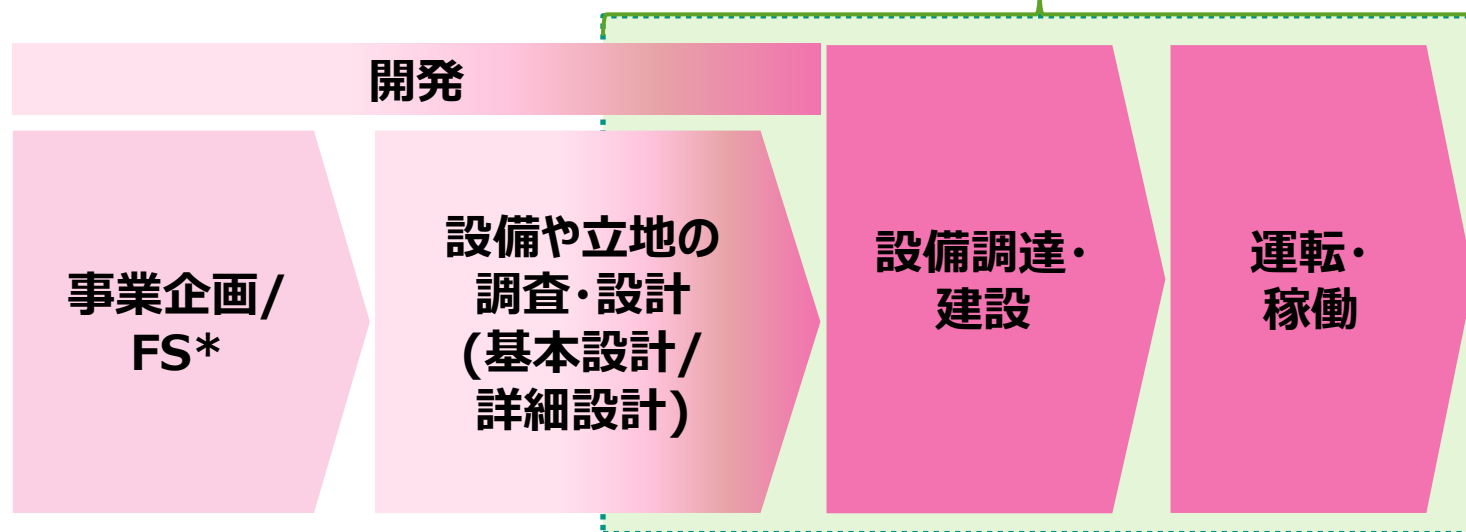 開発
事業企画/
FS*
設備や立地の
調査・設計
(基本設計/
詳細設計)
設備調達・
建設
運転・
稼働